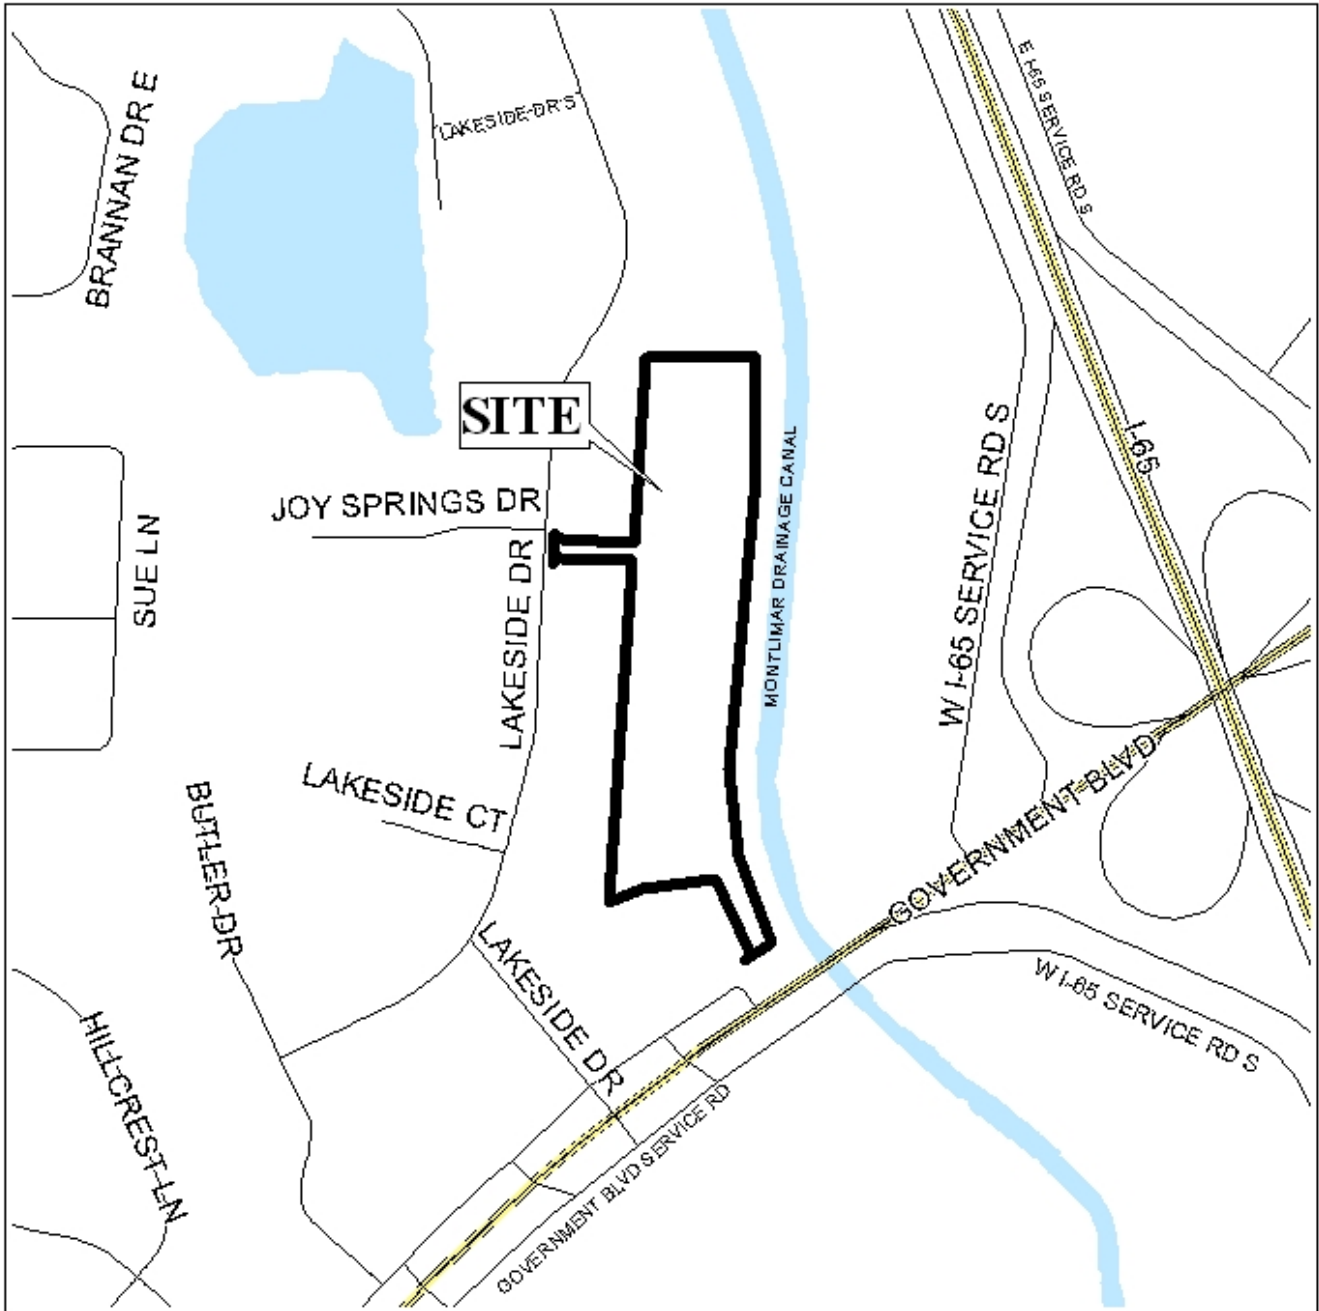 BRANNAN DR E
LAKESIDE DR S
E I-65 SERVICE RD S
SITE
I-65
JOY SPRINGS DR
SUE LN
LAKESIDE DR
MONTLIMAR DRAINAGE CANAL
W I-65 SERVICE RD S
LAKESIDE CT
BUTLER DR
GOVERNMENT BLVD
LAKESIDE DR
W I-65 SERVICE RD S
HILLCREST LN
GOVERNMENT BLVD SERVICE RD